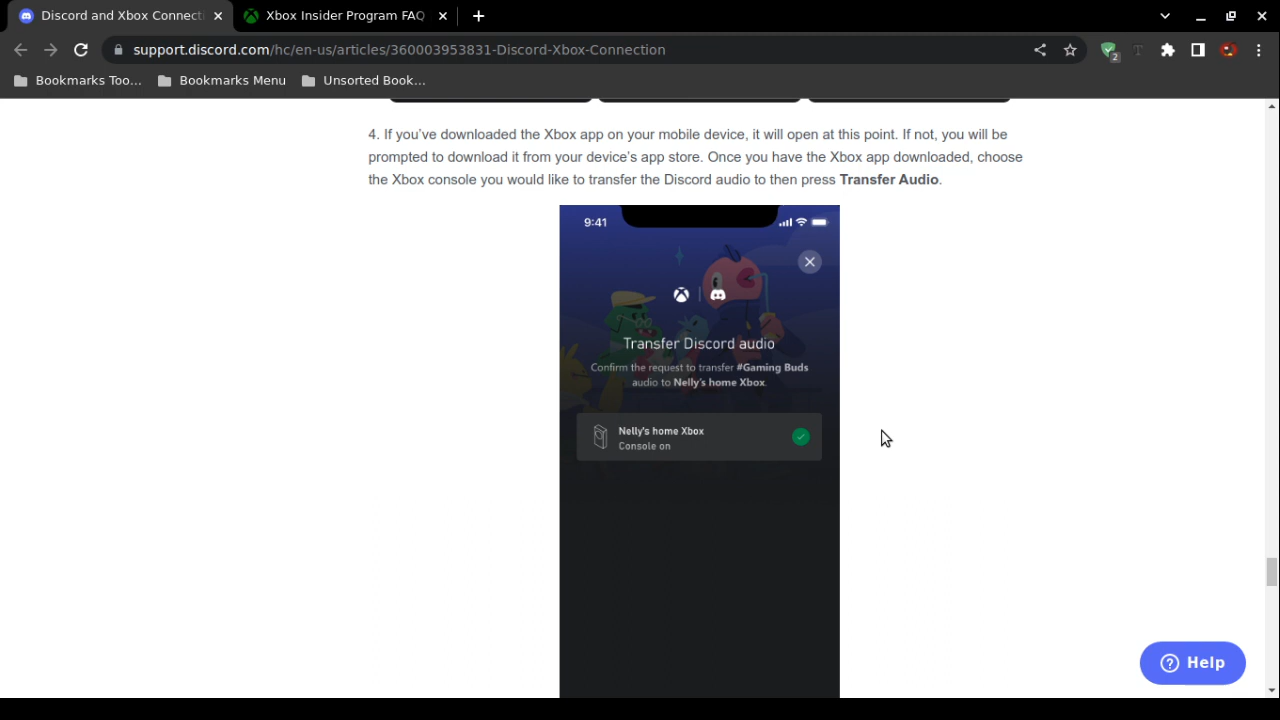 Discord and Xbox Connecti
Xbox Insider Program FAQ
support.discord.com/hc/en-us/articles/360003953831-Discord-Xbox-Connection
2
Bookmarks Too...
Bookmarks Menu
Unsorted Book...
4. If you’ve downloaded the Xbox app on your mobile device, it will open at this point. If not, you will be
prompted to download it from your device’s app store. Once you have the Xbox app downloaded, choose
the Xbox console you would like to transfer the Discord audio to then press Transfer Audio.
9:41
Transfer Discord audio
Confirm the request to transfer #Gaming Buds
audio to Nelly’s home Xbox.
Nelly's home Xbox
Console on
Help